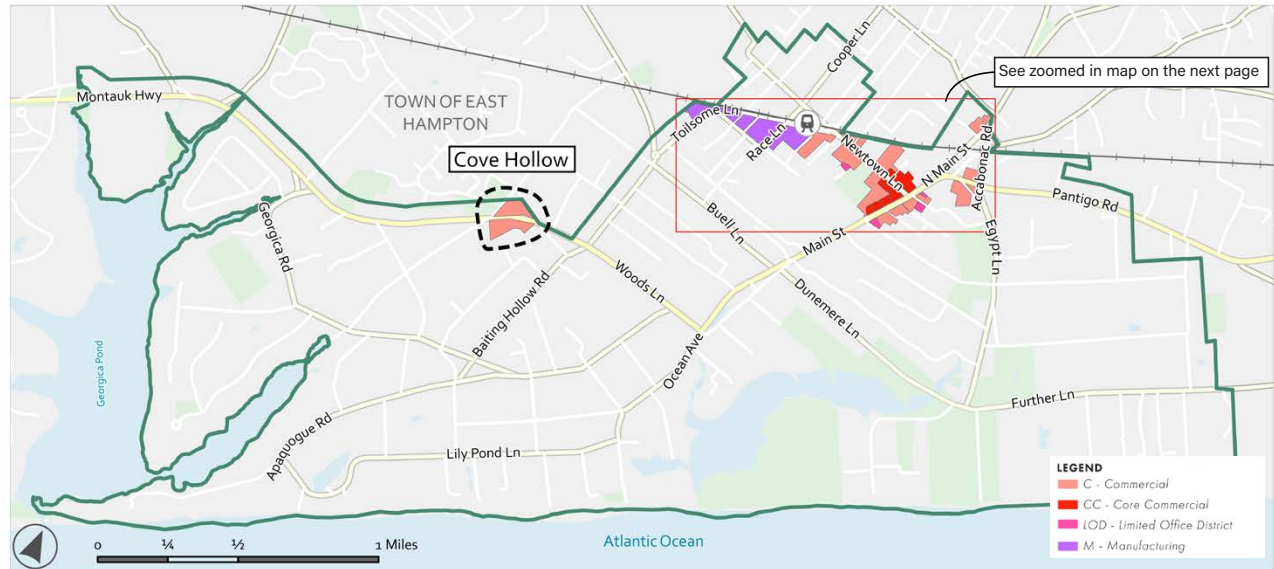 See zoomed in map on the next page
Cooper Ln
Montauk Hwy
TOWN OF EAST
HAMPTON
Toilsome Ln
Race Ln
Newtown Ln
N Main St
Accabonac Rd
Cove Hollow
Pantigo Rd
Georgica Rd
Buell Ln
Main St
Egypt Ln
Woods Ln
Baiting Hollow Rd
Dunemere Ln
Georgica Pond
Ocean Ave
Further Ln
Apaquogue Rd
Lily Pond Ln
LEGEND
C - Commercial
CC - Core Commercial
LOD - Limited Office District
M - Manufacturing
0 ¼ ½ 1 Miles
Atlantic Ocean